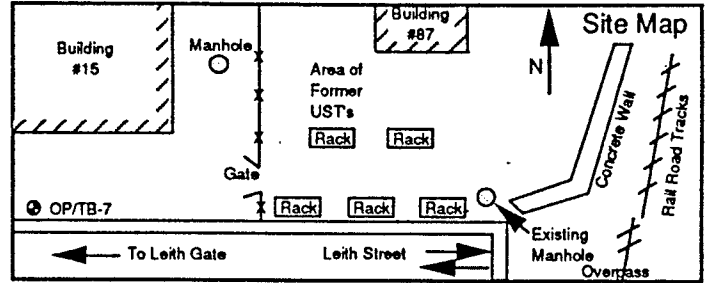 Building
#87
Site Map
Building
#15
Manhole
N
Area of
Former
UST's
Rack
Rack
Concrete Wall
Rail Road Tracks
Gate
OP/TB-7
Rack
Rack
Rack
Existing
Manhole
To Leith Gate
Leith Street
Overpass